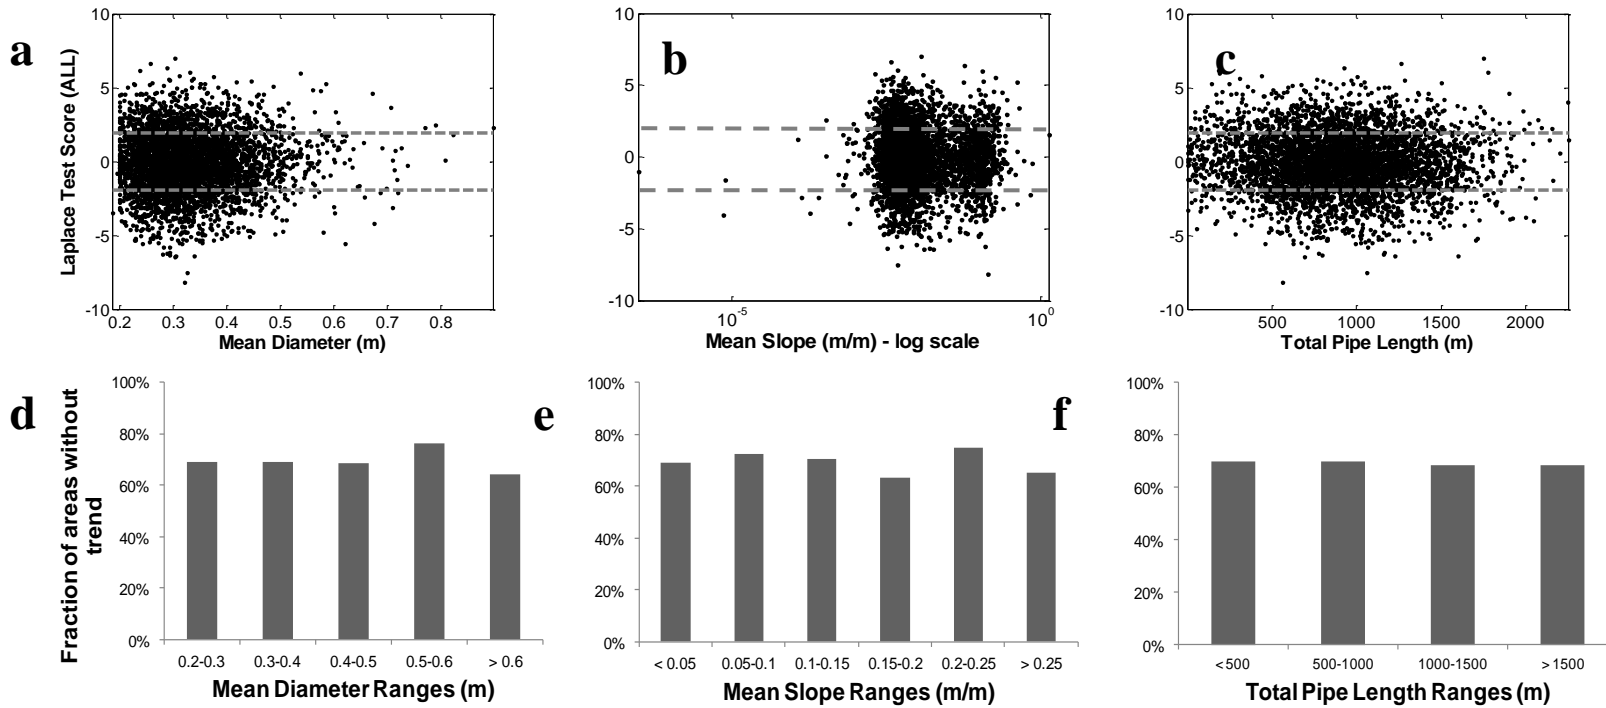 a
Laplace Test Score (ALL)
10
5
0
-5
-10
0.2 0.3 0.4 0.5 0.6 0.7 0.8
Mean Diameter (m)
b
10
5
0
-5
-10
10-5 100
Mean Slope (m/m) - log scale
c
10
5
0
-5
-10
500 1000 1500 2000
Total Pipe Length (m)
d
Fraction of areas without
trend
100%
80%
60%
40%
20%
0%
0.2-0.3 0.3-0.4 0.4-0.5 0.5-0.6 > 0.6
Mean Diameter Ranges (m)
e
100%
80%
60%
40%
20%
0%
< 0.05 0.05-0.1 0.1-0.15 0.15-0.2 0.2-0.25 > 0.25
Mean Slope Ranges (m/m)
f
100%
80%
60%
40%
20%
0%
<500 500-1000 1000-1500 > 1500
Total Pipe Length Ranges (m)